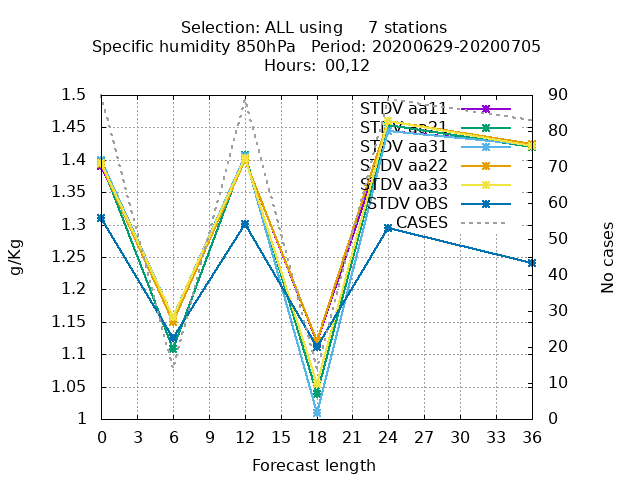 Selection: ALL using     7 stations
Specific humidity 850hPa   Period: 20200629-20200705
Hours: 00,12
1.5
1.45
1.4
1.35
1.3
1.25
1.2
1.15
1.1
1.05
1
90
80
70
60
50
40
30
20
10
0
STDV aa11
STDV aa21
STDV aa31
STDV aa22
STDV aa33
STDV OBS
CASES
g/Kg
No cases
0 3 6 9 12 15 18 21 24 27 30 33 36
Forecast length